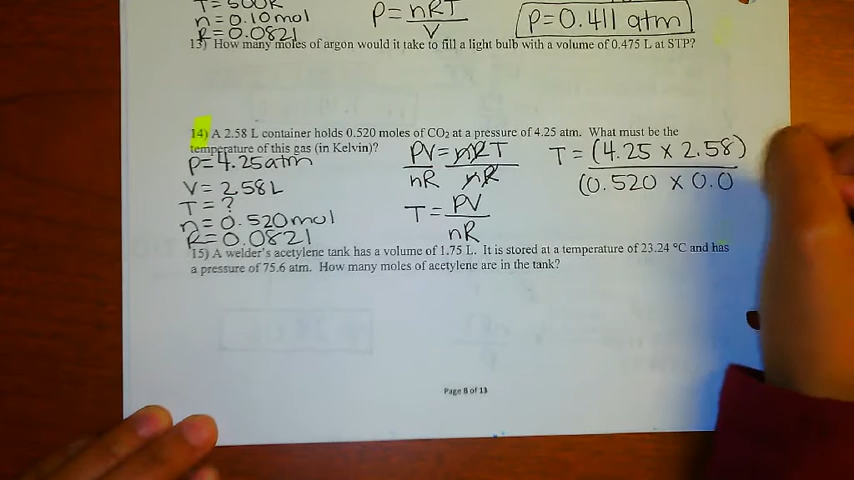 T=500K
n=0.10mol
R=0.0821
P=nRT
V
P=0.411 atm
13) How many moles of argon would it take to fill a light bulb with a volume of 0.475 L at STP?
14) A 2.58 L container holds 0.520 moles of CO₂ at a pressure of 4.25 atm. What must be the
temperature of this gas (in Kelvin)?
P=4.25atm
V=2.58L
T=?
n=0.520mol
R=0.0821
PV=nRT
nR nR
T=PV
nR
T=(4.25 x 2.58)
(0.520 x 0.0
15) A welder's acetylene tank has a volume of 1.75 L. It is stored at a temperature of 23.24 °C and has
a pressure of 75.6 atm. How many moles of acetylene are in the tank?
Page 8 of 13